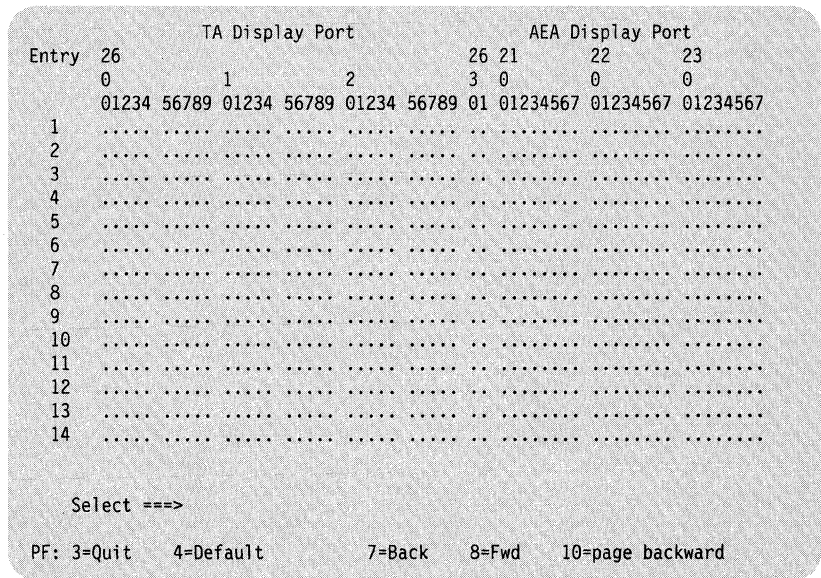 TA Display Port                 AEA Display Port
Entry  26                                  26 21       22       23
       0           1           2           3  0        0        0
       01234 56789 01234 56789 01234 56789 01 01234567 01234567 01234567
  1    ..... ..... ..... ..... ..... ..... .. ........ ........ ........
  2    ..... ..... ..... ..... ..... ..... .. ........ ........ ........
  3    ..... ..... ..... ..... ..... ..... .. ........ ........ ........
  4    ..... ..... ..... ..... ..... ..... .. ........ ........ ........
  5    ..... ..... ..... ..... ..... ..... .. ........ ........ ........
  6    ..... ..... ..... ..... ..... ..... .. ........ ........ ........
  7    ..... ..... ..... ..... ..... ..... .. ........ ........ ........
  8    ..... ..... ..... ..... ..... ..... .. ........ ........ ........
  9    ..... ..... ..... ..... ..... ..... .. ........ ........ ........
  10   ..... ..... ..... ..... ..... ..... .. ........ ........ ........
  11   ..... ..... ..... ..... ..... ..... .. ........ ........ ........
  12   ..... ..... ..... ..... ..... ..... .. ........ ........ ........
  13   ..... ..... ..... ..... ..... ..... .. ........ ........ ........
  14   ..... ..... ..... ..... ..... ..... .. ........ ........ ........
    Select ===>
PF: 3=Quit    4=Default          7=Back    8=Fwd    10=page backward